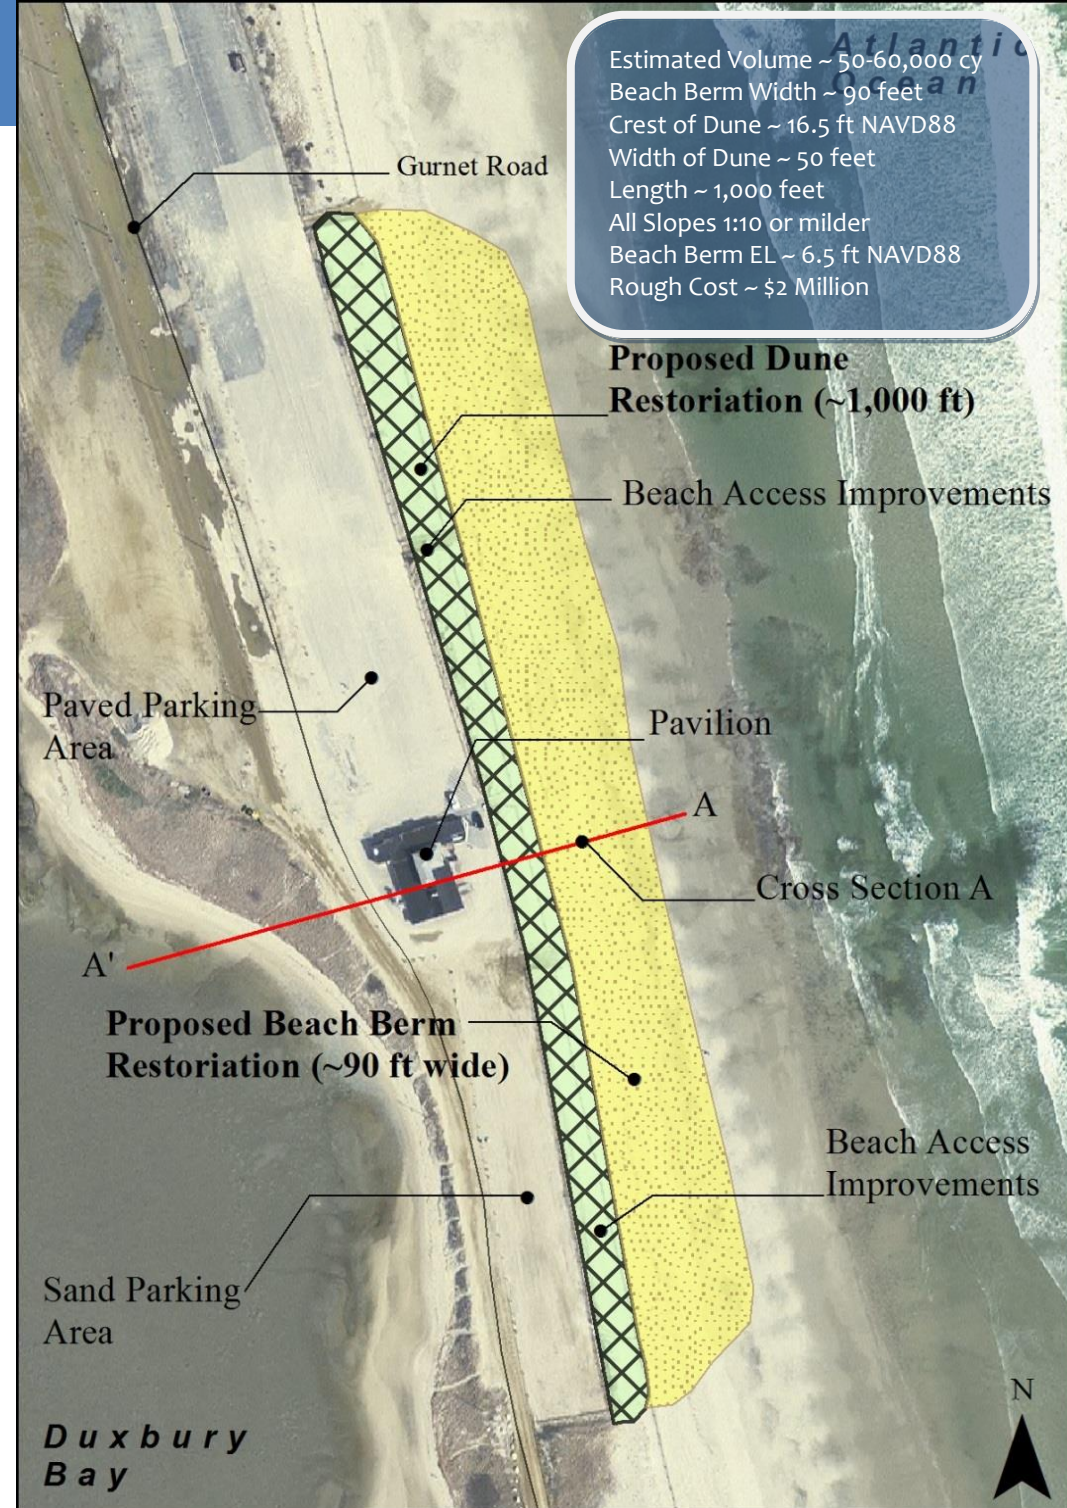 Atlantic
Ocean
Estimated Volume ~ 50-60,000 cy
Beach Berm Width ~ 90 feet
Crest of Dune ~ 16.5 ft NAVD88
Width of Dune ~ 50 feet
Length ~ 1,000 feet
All Slopes 1:10 or milder
Beach Berm EL ~ 6.5 ft NAVD88
Rough Cost ~ $2 Million
Gurnet Road
Proposed Dune
Restoriation (~1,000 ft)
Beach Access Improvements
Paved Parking
Area
Pavilion
A
Cross Section A
A'
Proposed Beach Berm
Restoriation (~90 ft wide)
Beach Access
Improvements
Sand Parking
Area
N
Duxbury
Bay